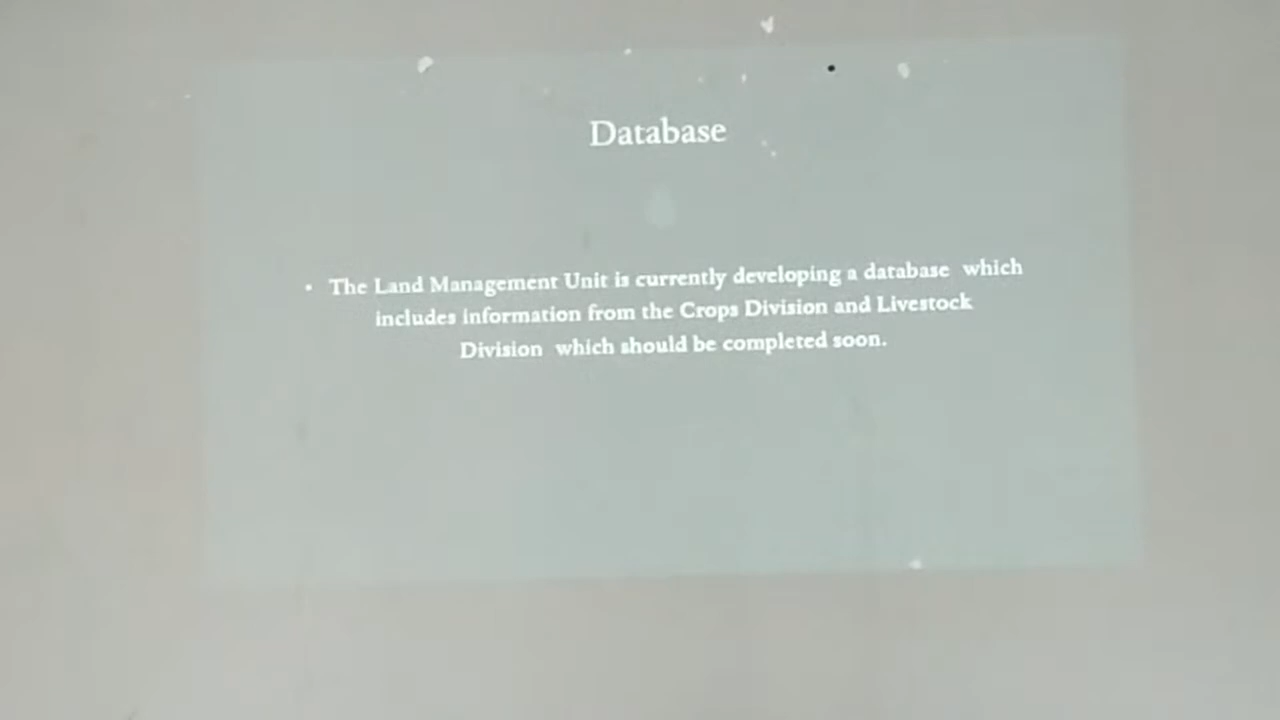 Database
• The Land Management Unit is currently developing a database which
includes information from the Crops Division and Livestock
Division which should be completed soon.